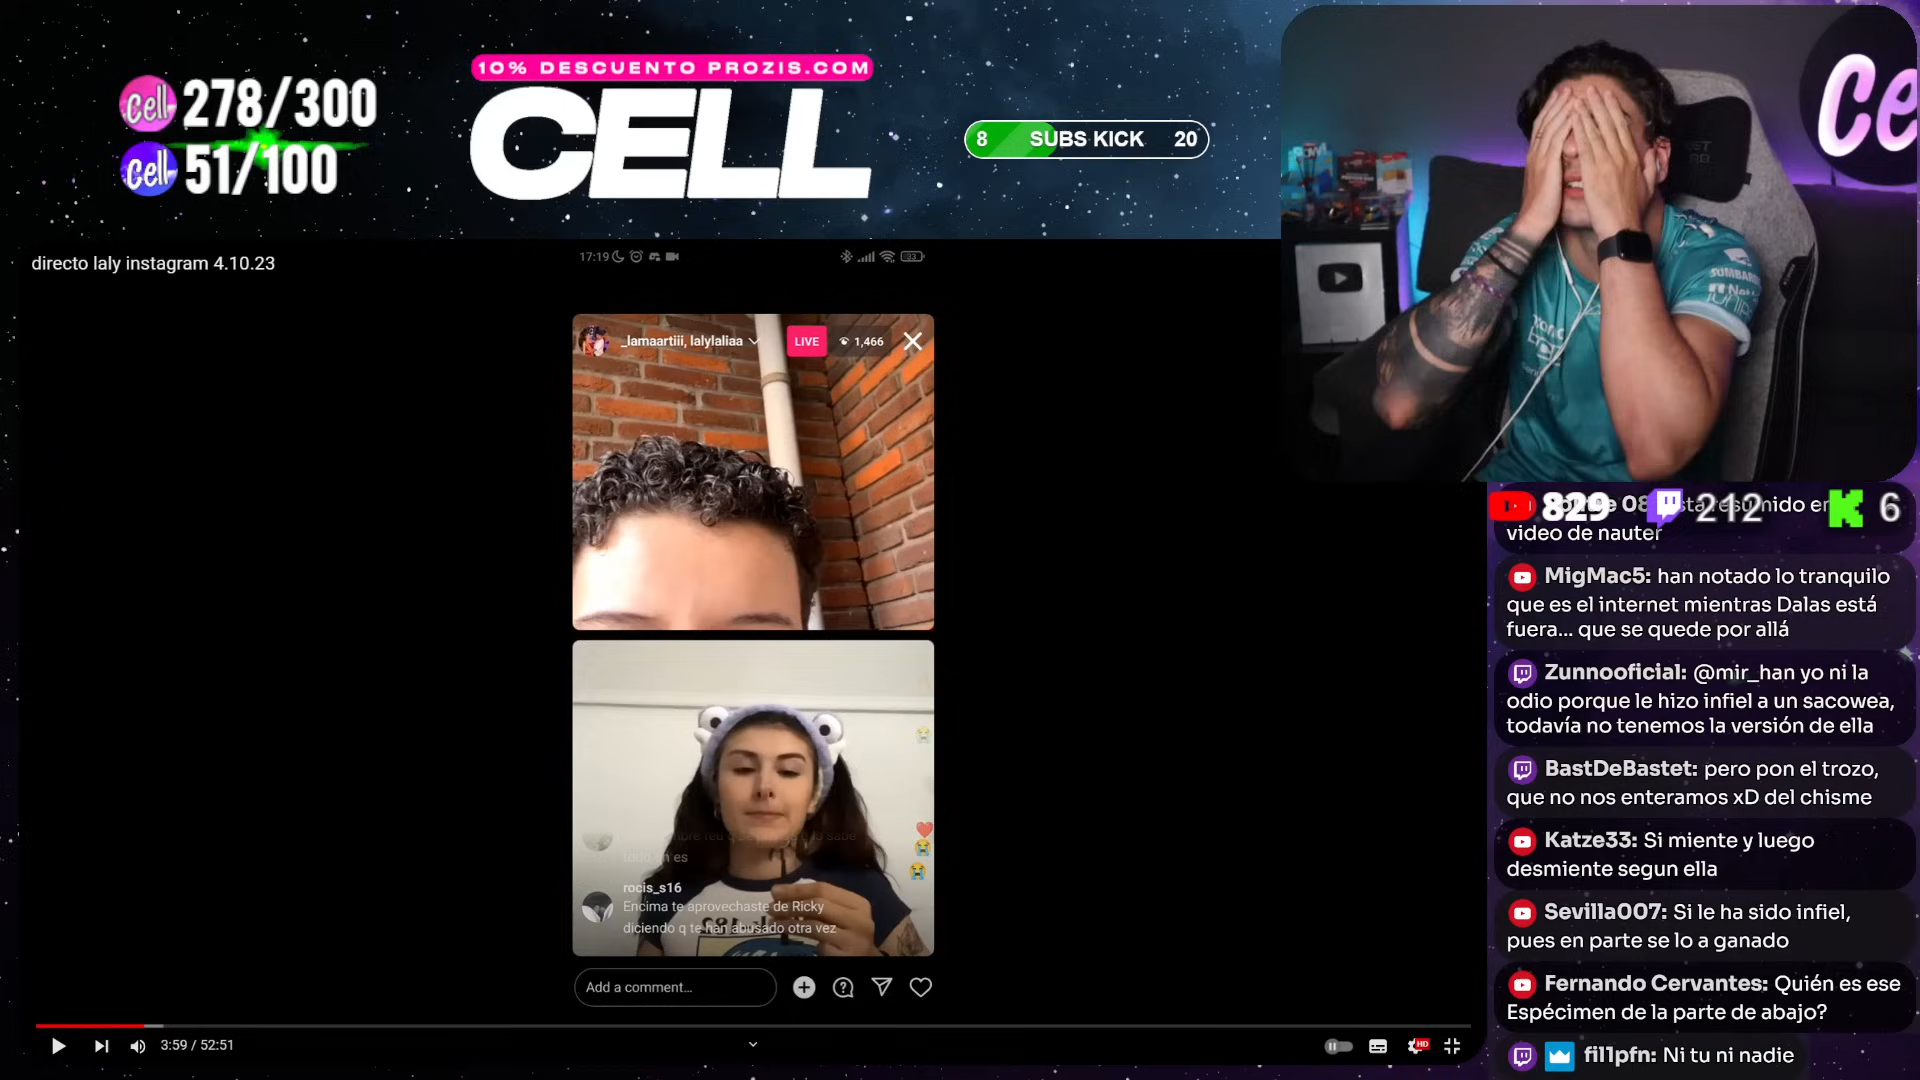 10% DESCUENTO PROZIS.COM
CELL
Cell 278/300
Cell 51/100
8 SUBS KICK 20
Ce
directo laly instagram 4.10.23
17:19
33
_lamaartiii, lalylaliaa
LIVE
1,466
rocis_s16
Encima te aprovechaste de Ricky
diciendo q te han abusado otra vez
Add a comment...
3:59 / 52:51
HD
829
212
6
video de nauter
MigMac5: han notado lo tranquilo
que es el internet mientras Dalas está
fuera... que se quede por allá
Zunnooficial: @mir_han yo ni la
odio porque le hizo infiel a un sacowea,
todavía no tenemos la versión de ella
BastDeBastet: pero pon el trozo,
que no nos enteramos xD del chisme
Katze33: Si miente y luego
desmiente segun ella
Sevilla007: Si le ha sido infiel,
pues en parte se lo a ganado
Fernando Cervantes: Quién es ese
Espécimen de la parte de abajo?
fil1pfn: Ni tu ni nadie